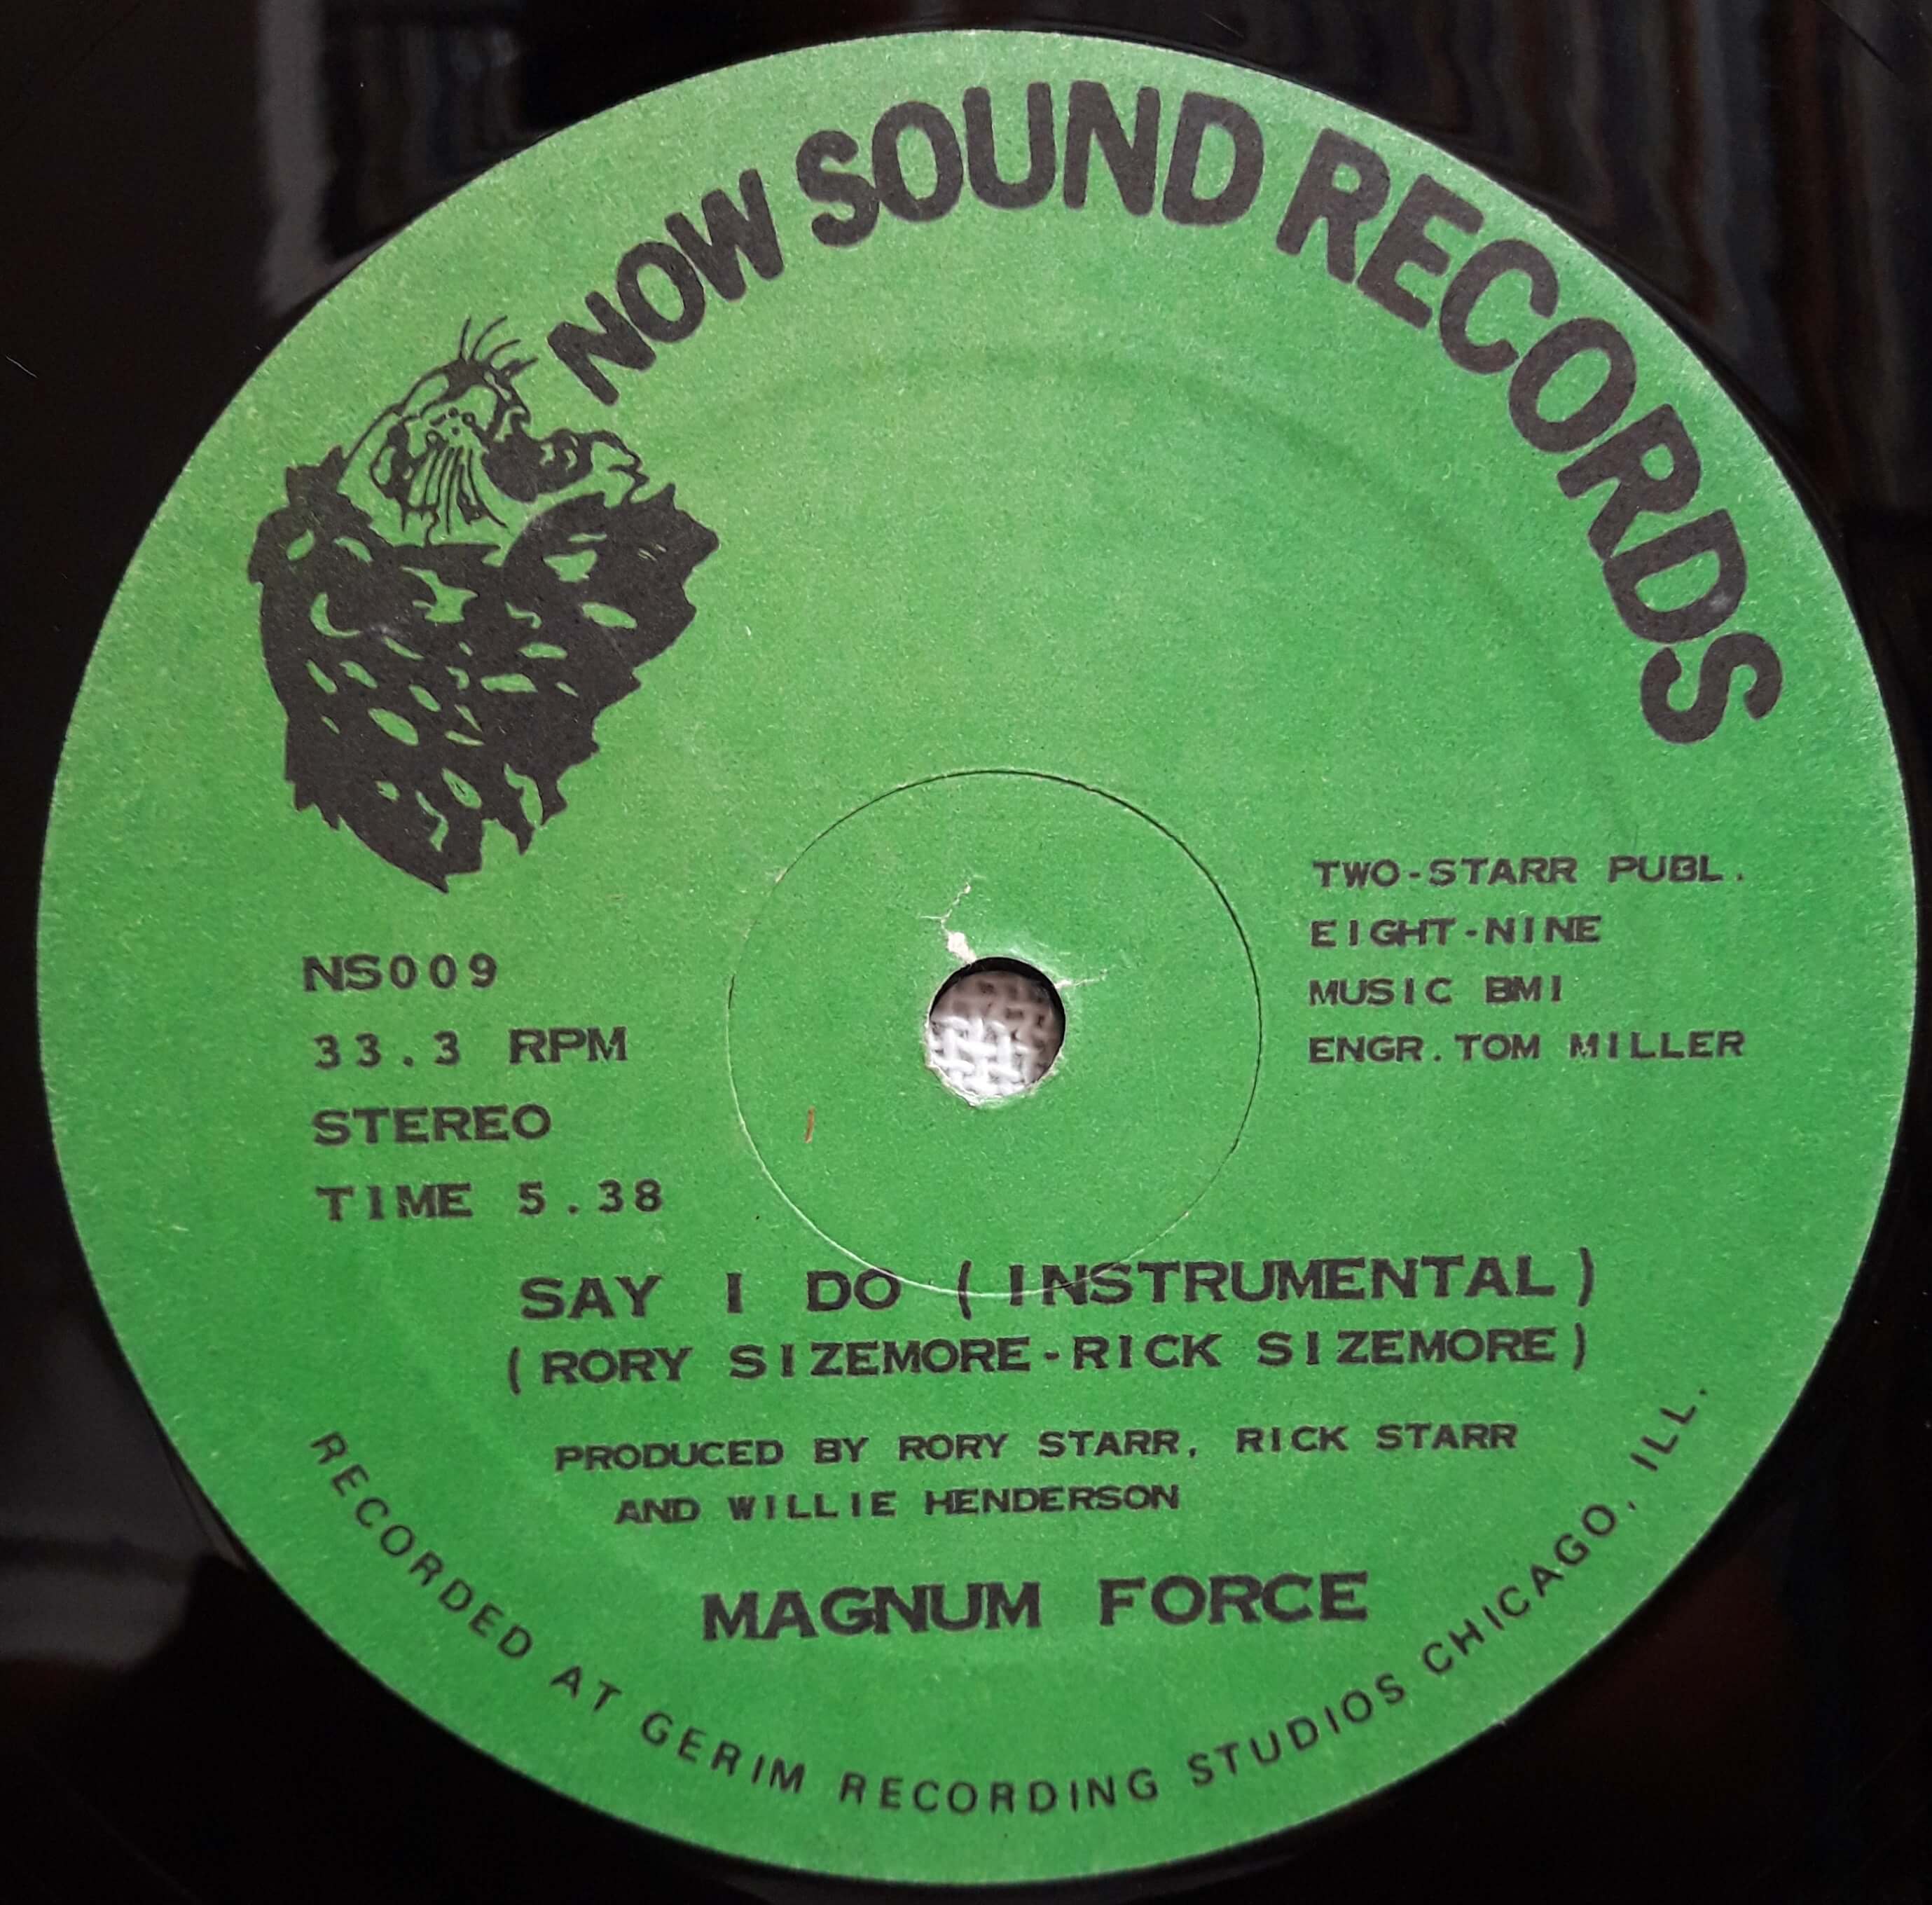 NOW SOUND RECORDS
NS009
33.3 RPM
STEREO
TIME 5.38
TWO-STARR PUBL.
EIGHT-NINE
MUSIC BMI
ENGR.TOM MILLER
SAY I DO (INSTRUMENTAL)
(RORY SIZEMORE-RICK SIZEMORE)
PRODUCED BY RORY STARR, RICK STARR
AND WILLIE HENDERSON
MAGNUM FORCE
RECORDED AT GERIM RECORDING STUDIOS CHICAGO, ILL.